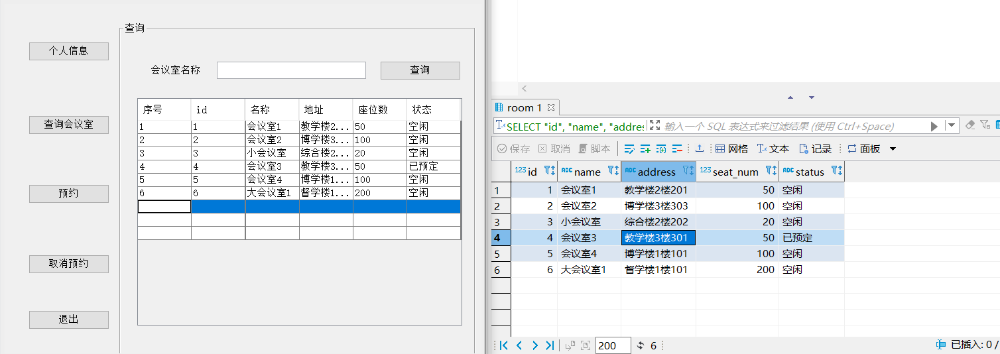 查询
个人信息
查询会议室
预约
取消预约
退出
会议室名称 查询
序号 id 名称 地址 座位数 状态
1 1 会议室1 教学楼2... 50 空闲
2 2 会议室2 博学楼3... 100 空闲
3 3 小会议室 综合楼2... 20 空闲
4 4 会议室3 教学楼3... 50 已预定
5 5 会议室4 博学楼1... 100 空闲
6 6 大会议室1 督学楼1... 200 空闲
room 1
SELECT "id", "name", "addres 输入一个 SQL 表达式来过滤结果 (使用 Ctrl+Space)
保存 取消 脚本 网格 文本 记录 面板
123 id ABC name ABC address 123 seat_num ABC status
1 1 会议室1 教学楼2楼201 50 空闲
2 2 会议室2 博学楼3楼303 100 空闲
3 3 小会议室 综合楼2楼202 20 空闲
4 4 会议室3 教学楼3楼301 50 已预定
5 5 会议室4 博学楼1楼101 100 空闲
6 6 大会议室1 督学楼1楼101 200 空闲
200 6 已插入: 0 /